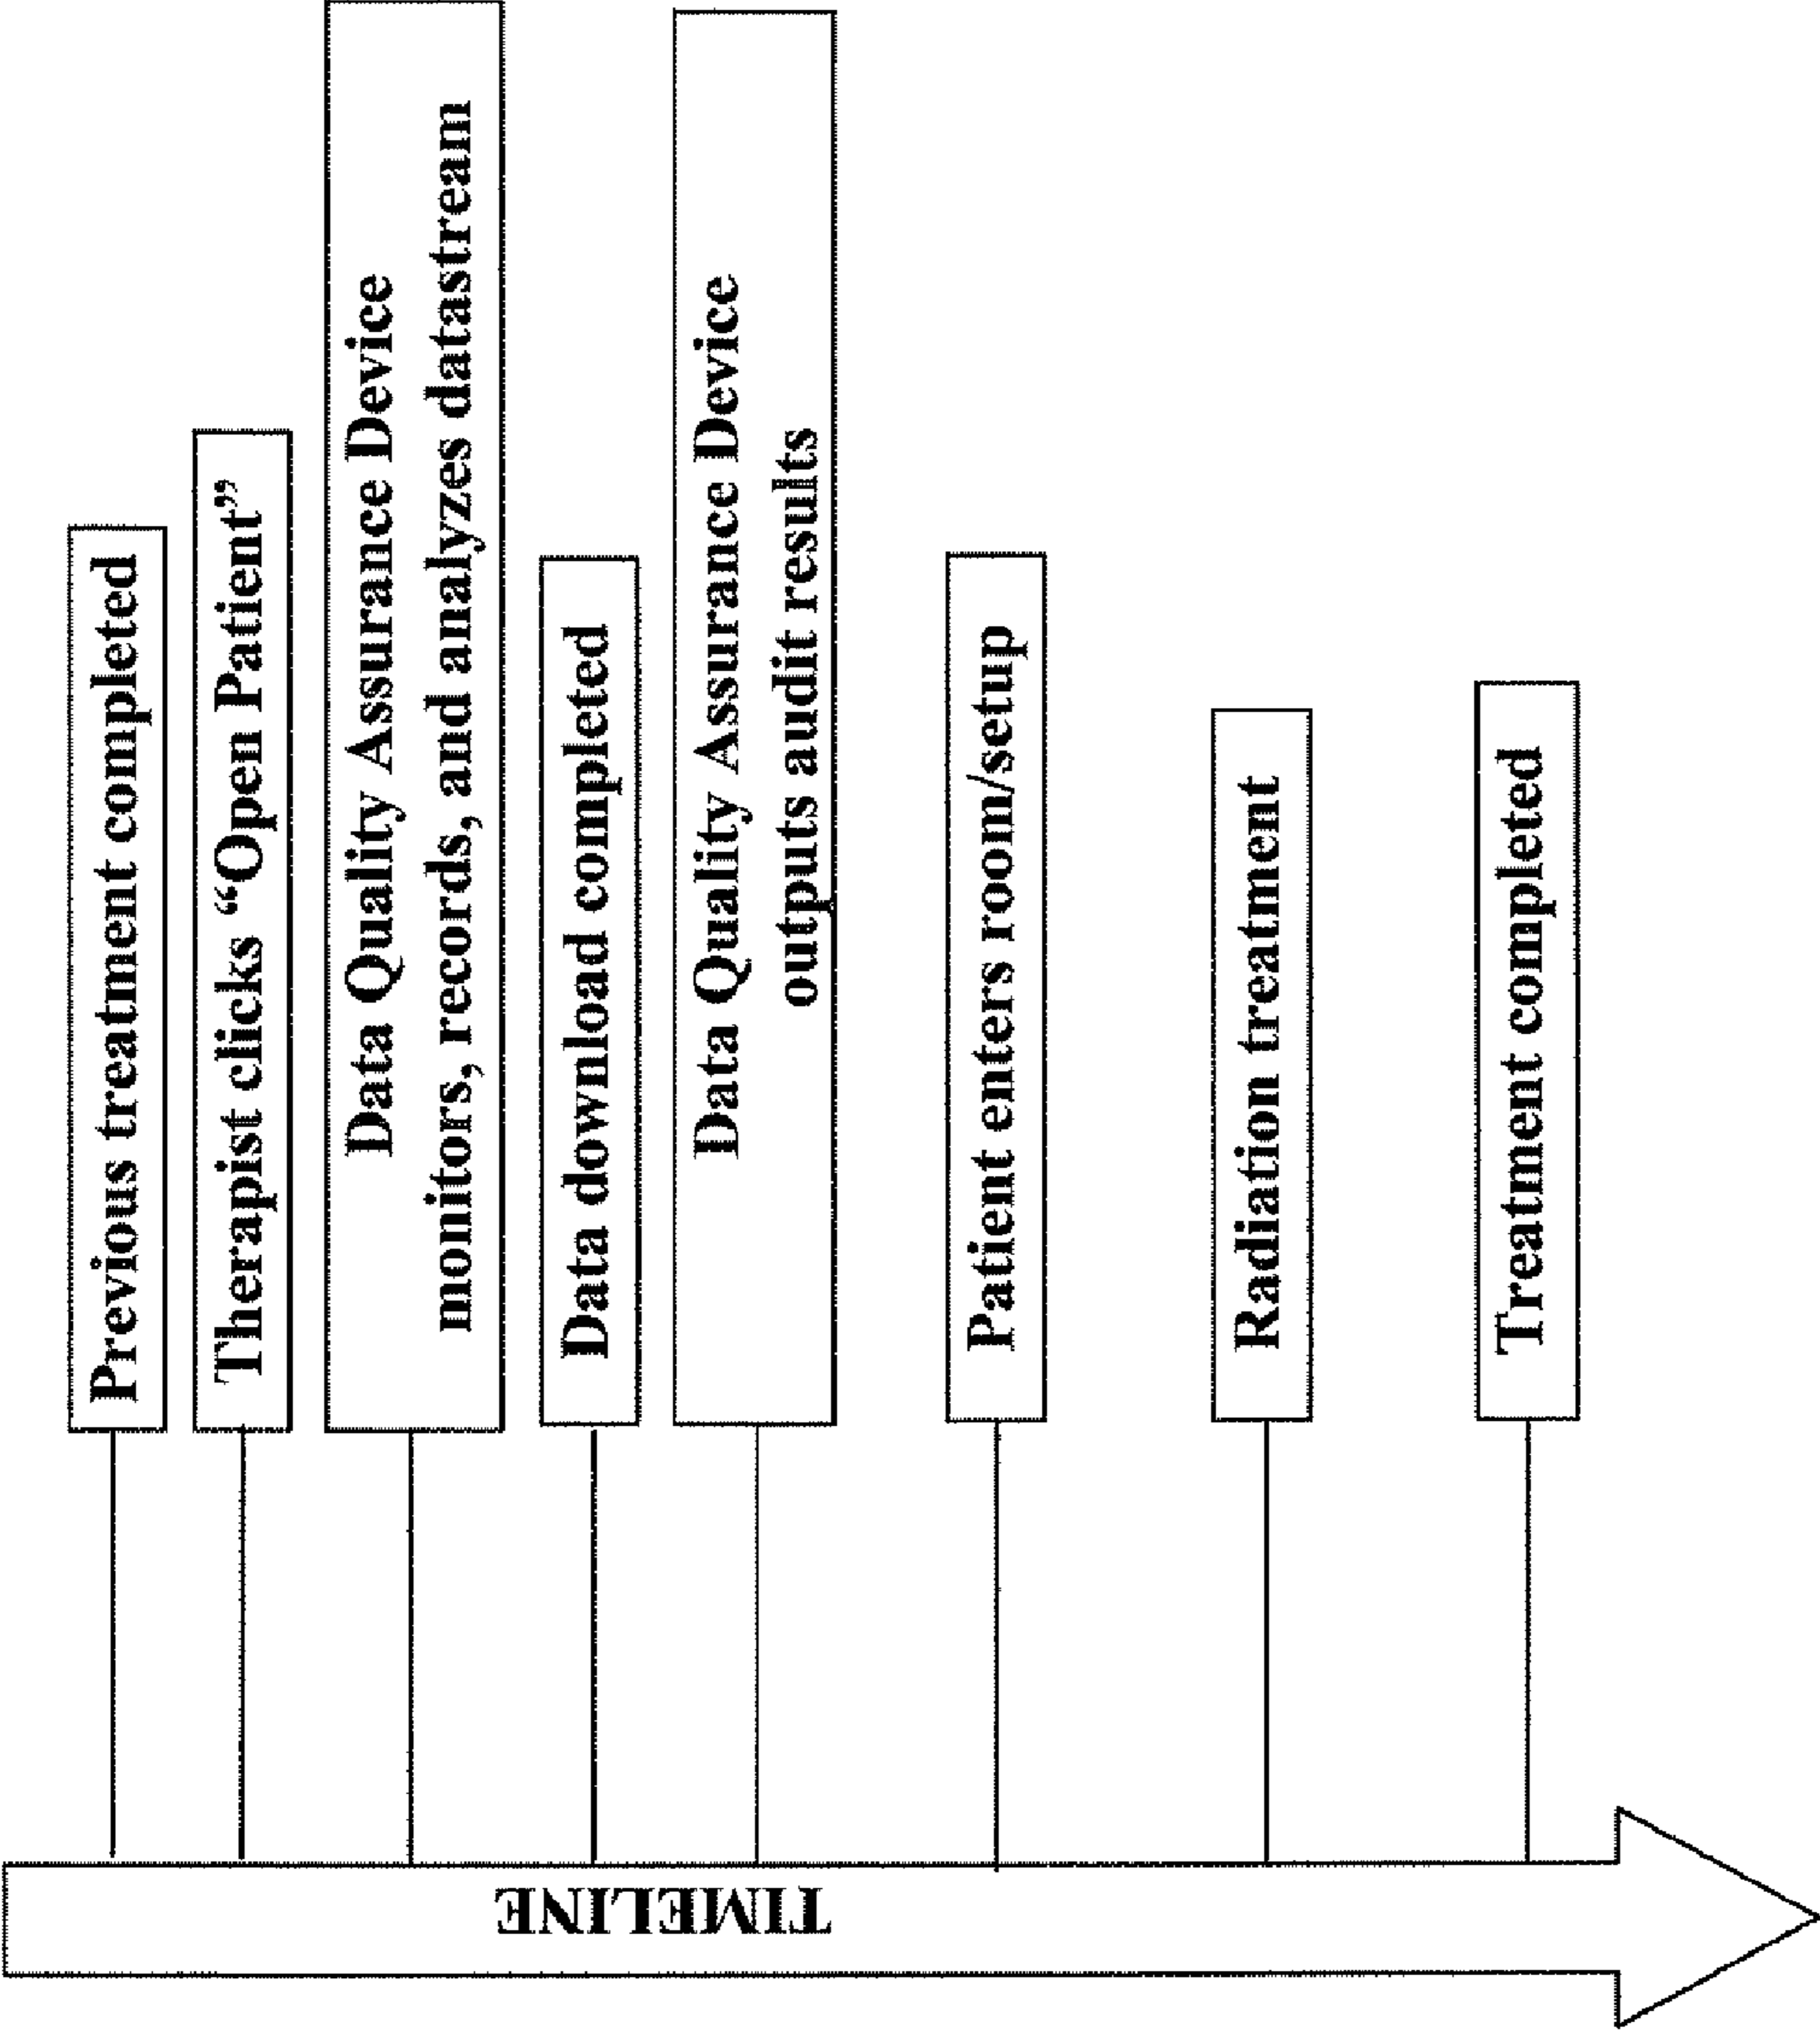 Previous treatment completed
Therapist clicks “Open Patient”
Data Quality Assurance Device
monitors, records, and analyzes datastream
Data download completed
Data Quality Assurance Device
outputs audit results
Patient enters room/setup
Radiation treatment
Treatment completed
TIMELINE